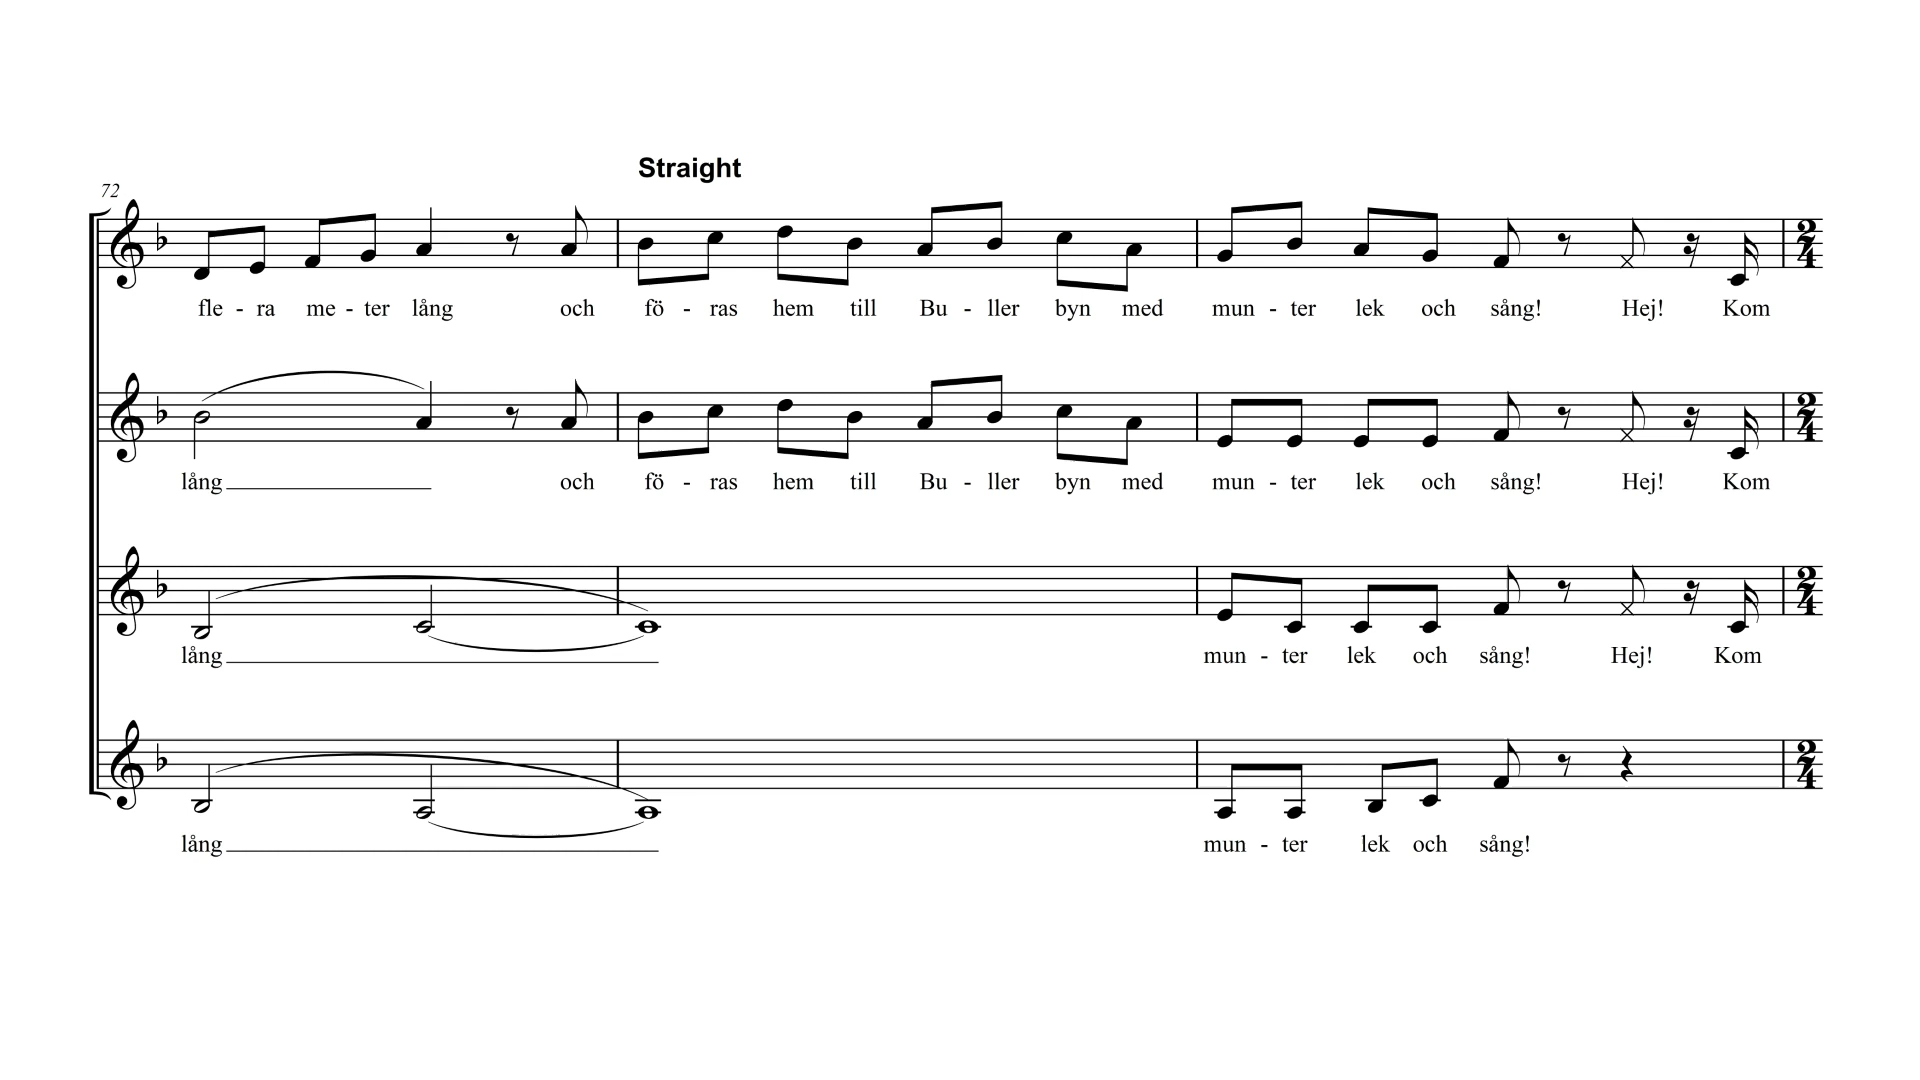 Straight
72
fle - ra me - ter lång och fö - ras hem till Bu - ller byn med mun - ter lek och sång! Hej! Kom
lång och fö - ras hem till Bu - ller byn med mun - ter lek och sång! Hej! Kom
lång mun - ter lek och sång! Hej! Kom
lång mun - ter lek och sång!